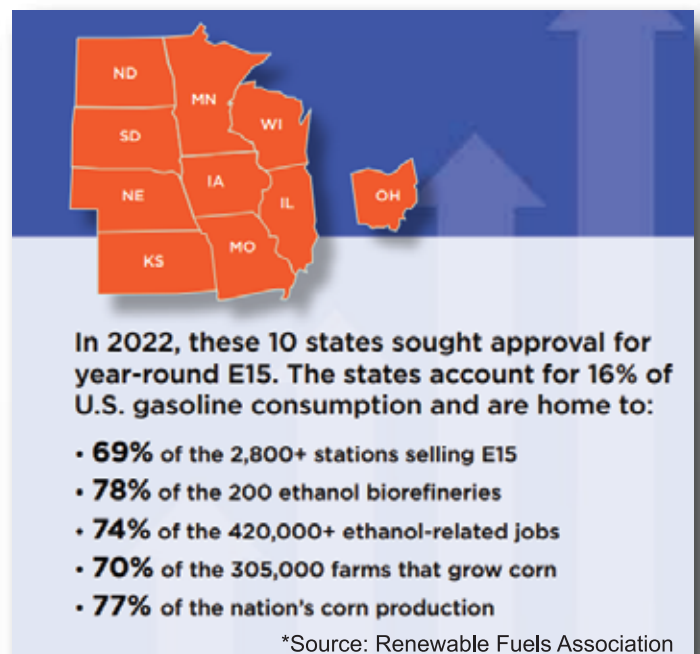 ND
MN
WI
SD
IA
NE
IL
OH
KS
MO
In 2022, these 10 states sought approval for
year-round E15. The states account for 16% of
U.S. gasoline consumption and are home to:
• 69% of the 2,800+ stations selling E15
• 78% of the 200 ethanol biorefineries
• 74% of the 420,000+ ethanol-related jobs
• 70% of the 305,000 farms that grow corn
• 77% of the nation's corn production
*Source: Renewable Fuels Association